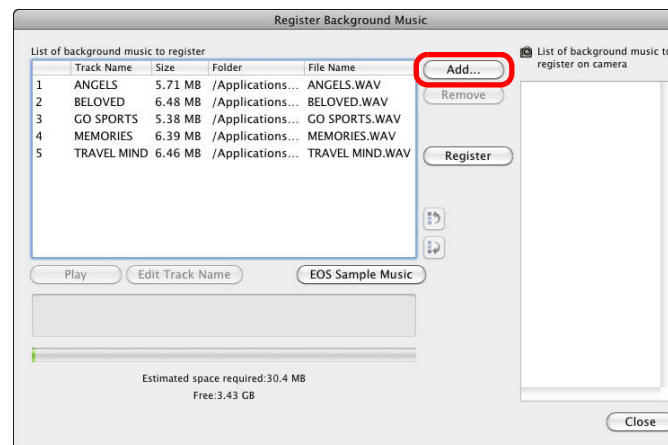 Register Background Music
List of background music to register
Track Name Size Folder File Name
1 ANGELS 5.71 MB /Applications... ANGELS.WAV
2 BELOVED 6.48 MB /Applications... BELOVED.WAV
3 GO SPORTS 5.38 MB /Applications... GO SPORTS.WAV
4 MEMORIES 6.39 MB /Applications... MEMORIES.WAV
5 TRAVEL MIND 6.46 MB /Applications... TRAVEL MIND.WAV
Add...
Remove
Register
Play
Edit Track Name
EOS Sample Music
Estimated space required:30.4 MB
Free:3.43 GB
List of background music to
register on camera
Close